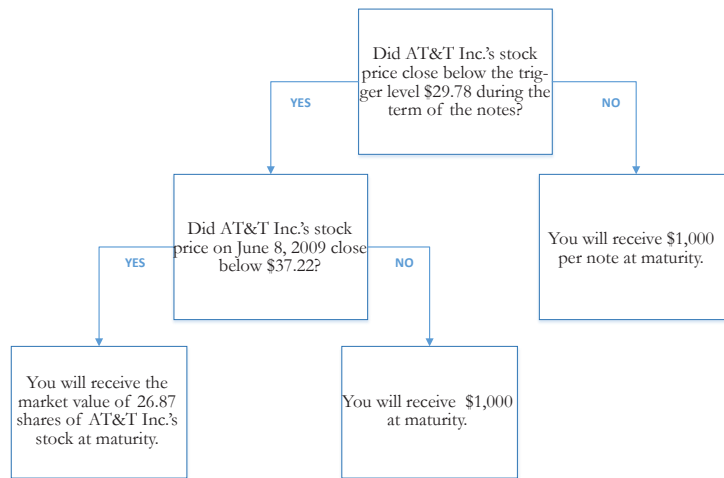 Did AT&T Inc.'s stock
price close below the trig-
ger level $29.78 during the
term of the notes?
YES
NO
Did AT&T Inc.'s stock
price on June 8, 2009 close
below $37.22?
You will receive $1,000
per note at maturity.
YES
NO
You will receive the
market value of 26.87
shares of AT&T Inc.'s
stock at maturity.
You will receive $1,000
at maturity.